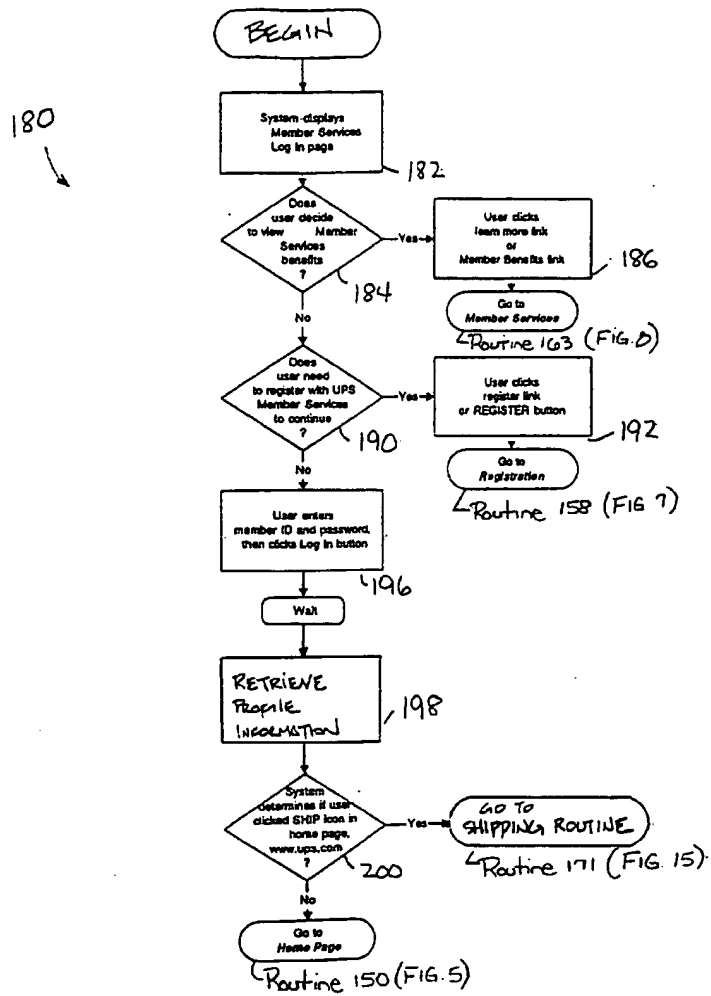 BEGIN
180
System displays
Member Services
Log In page
182
Does
user decide
to view Member
Services
benefits
?
184
Yes
User clicks
learn more link
or
Member Benefits link
186
Go to
Member Services
Routine 163 (FIG. 8)
No
Does
user need
to register with UPS
Member Services
to continue
?
190
Yes
User clicks
register link
or REGISTER button
192
Go to
Registration
Routine 158 (FIG 7)
No
User enters
member ID and password,
then clicks Log In button
196
Wait
RETRIEVE
PROFILE
INFORMATION
198
System
determines if user
clicked SHIP icon in
home page,
www.ups.com
?
200
Yes
GO TO
SHIPPING ROUTINE
Routine 171 (FIG. 15)
No
Go to
Home Page
Routine 150 (FIG. 5)